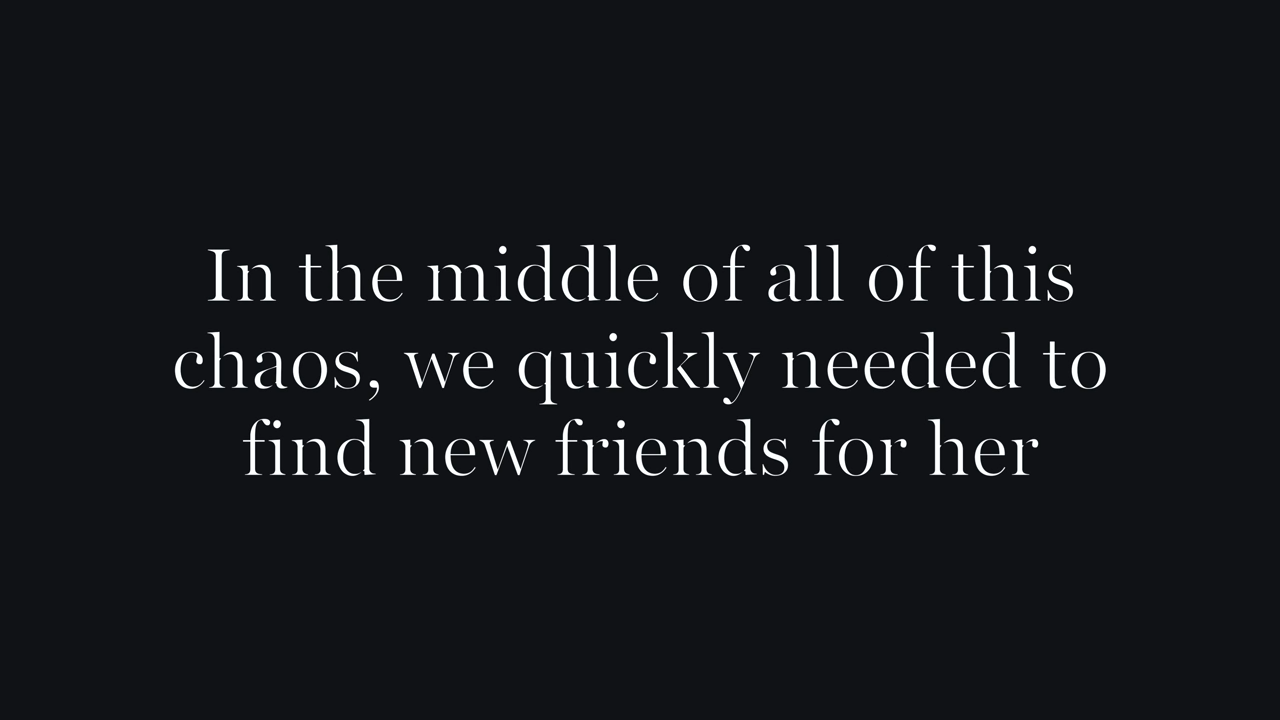 In the middle of all of this
chaos, we quickly needed to
find new friends for her